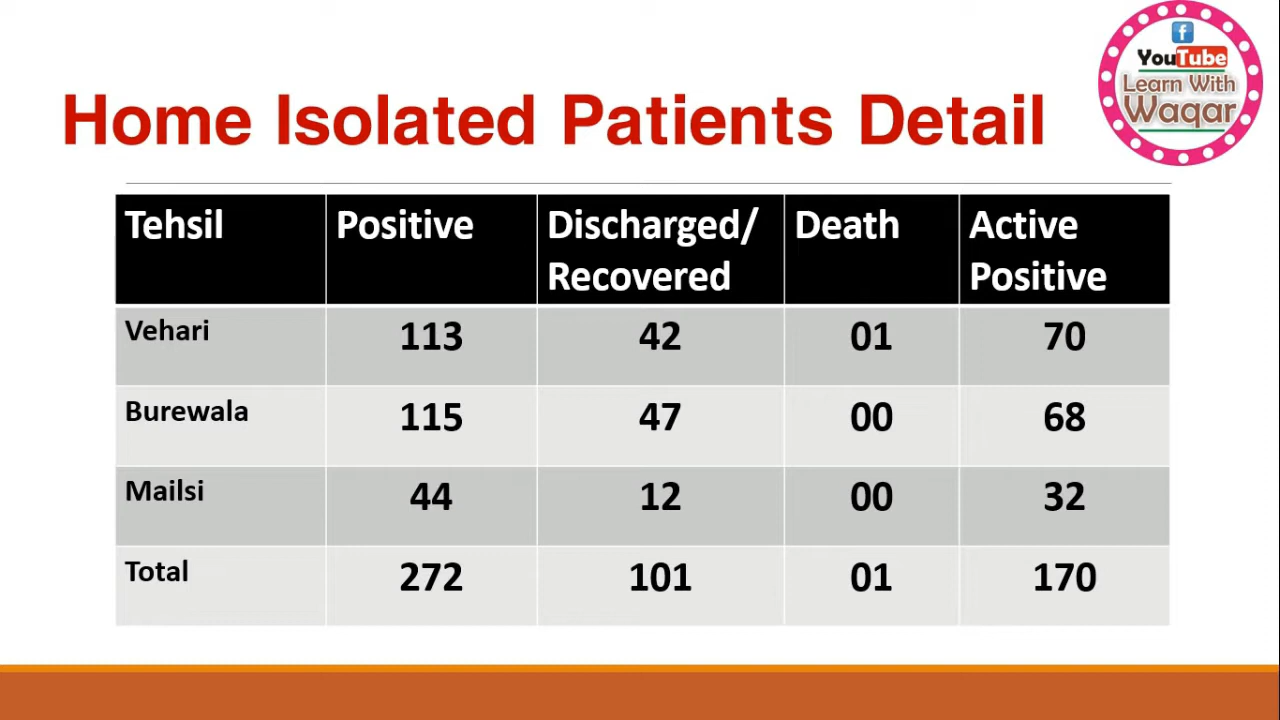 f
YouTube
Learn With
Waqar
Home Isolated Patients Detail
Tehsil Positive Discharged/ Recovered Death Active Positive
Vehari 113 42 01 70
Burewala 115 47 00 68
Mailsi 44 12 00 32
Total 272 101 01 170